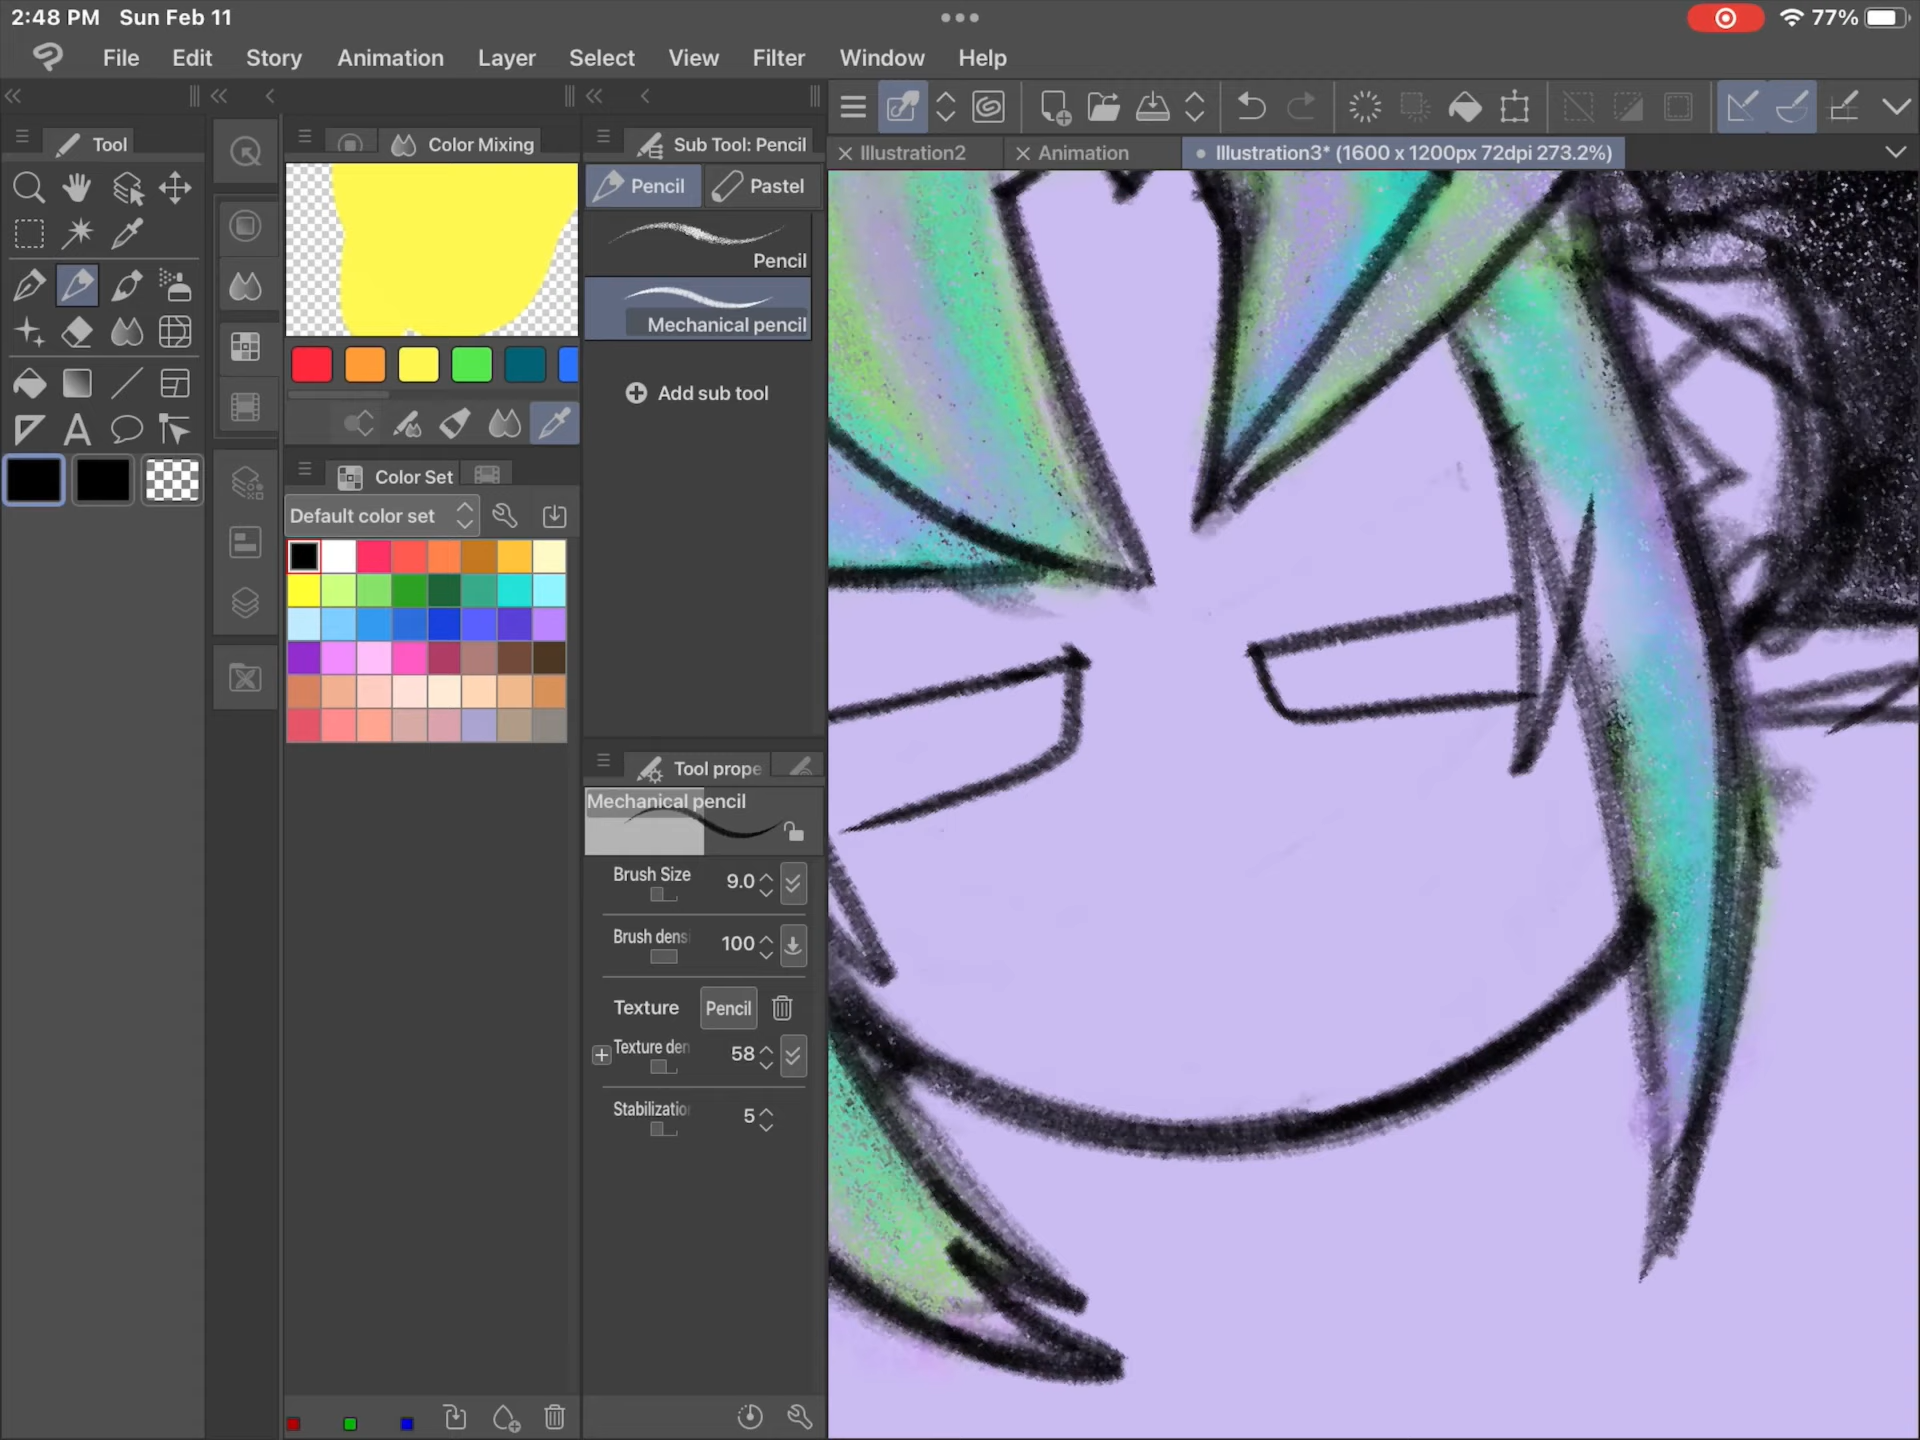 2:48 PM Sun Feb 11
77%
File Edit Story Animation Layer Select View Filter Window Help
Tool
Color Mixing
Sub Tool: Pencil
Illustration2
Animation
Illustration3* (1600 x 1200px 72dpi 273.2%)
Pencil
Pastel
Pencil
Mechanical pencil
Add sub tool
Color Set
Default color set
Tool prope
Mechanical pencil
Brush Size 9.0
Brush densi 100
Texture Pencil
Texture den 58
Stabilizatio 5